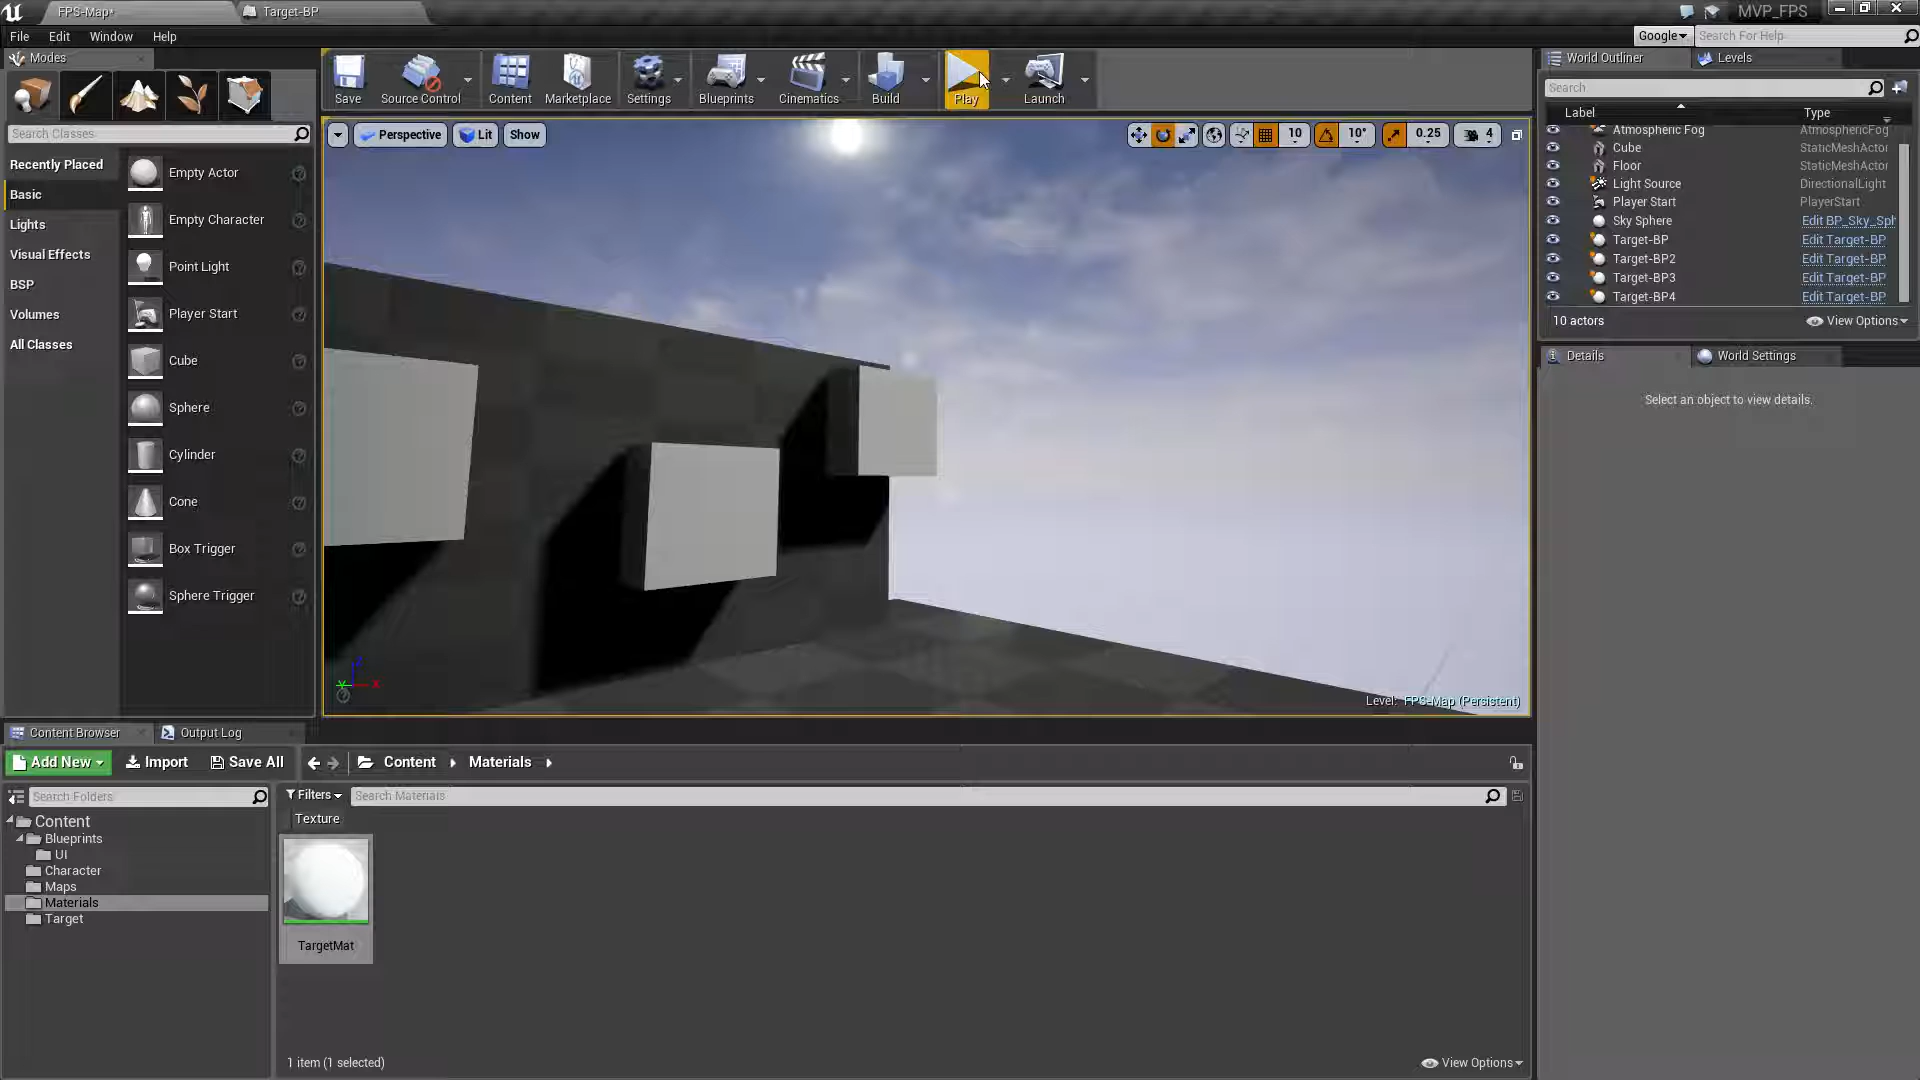 FPS-Map*
Target-BP
MVP_FPS
File Edit Window Help
Google
Search For Help
Modes
Save
Source Control
Content
Marketplace
Settings
Blueprints
Cinematics
Build
Play
Launch
World Outliner
Levels
Search
Label Type
Atmospheric Fog AtmosphericFog
Cube StaticMeshActor
Floor StaticMeshActor
Light Source DirectionalLight
Player Start PlayerStart
Sky Sphere Edit BP_Sky_Sph
Target-BP Edit Target-BP
Target-BP2 Edit Target-BP
Target-BP3 Edit Target-BP
Target-BP4 Edit Target-BP
10 actors
View Options
Details
World Settings
Select an object to view details.
Search Classes
Recently Placed
Basic
Lights
Visual Effects
BSP
Volumes
All Classes
Empty Actor
Empty Character
Point Light
Player Start
Cube
Sphere
Cylinder
Cone
Box Trigger
Sphere Trigger
Perspective
Lit
Show
10
10°
0.25
4
Z
Y
X
Level: FPS-Map (Persistent)
Content Browser
Output Log
Add New
Import
Save All
Content
Materials
Search Folders
Filters
Search Materials
Texture
Content
Blueprints
UI
Character
Maps
Materials
Target
TargetMat
1 item (1 selected)
View Options